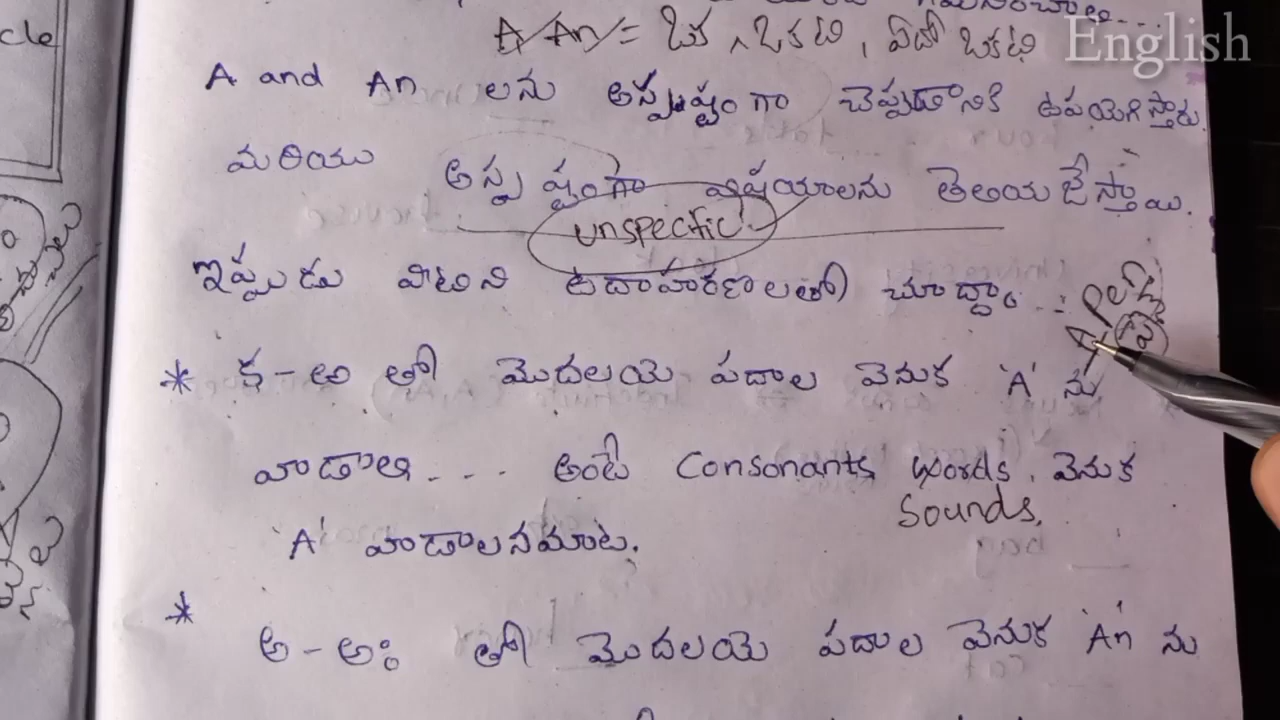 English
A / An = ఒక, ఒకటి, ఏదో ఒకటి
A and An లను అస్పష్టంగా చెప్పడానికి ఉపయెగిస్తారు.
మరియు అస్పష్టంగా విషయాలను తెలియజేస్తాయి.
unspecific
ఇప్పుడు వీటిని ఉదాహరణలతో చూద్దాం...
A pen
* క - అ తో మొదలయె పదాల వెనుక 'A' ను
వాడాలి.... అంటే Consonants words వెనుక
Sounds,
'A' వాడాలనమాట.
* అ - అః తో మొదలయె పదాల వెనుక 'An' ను